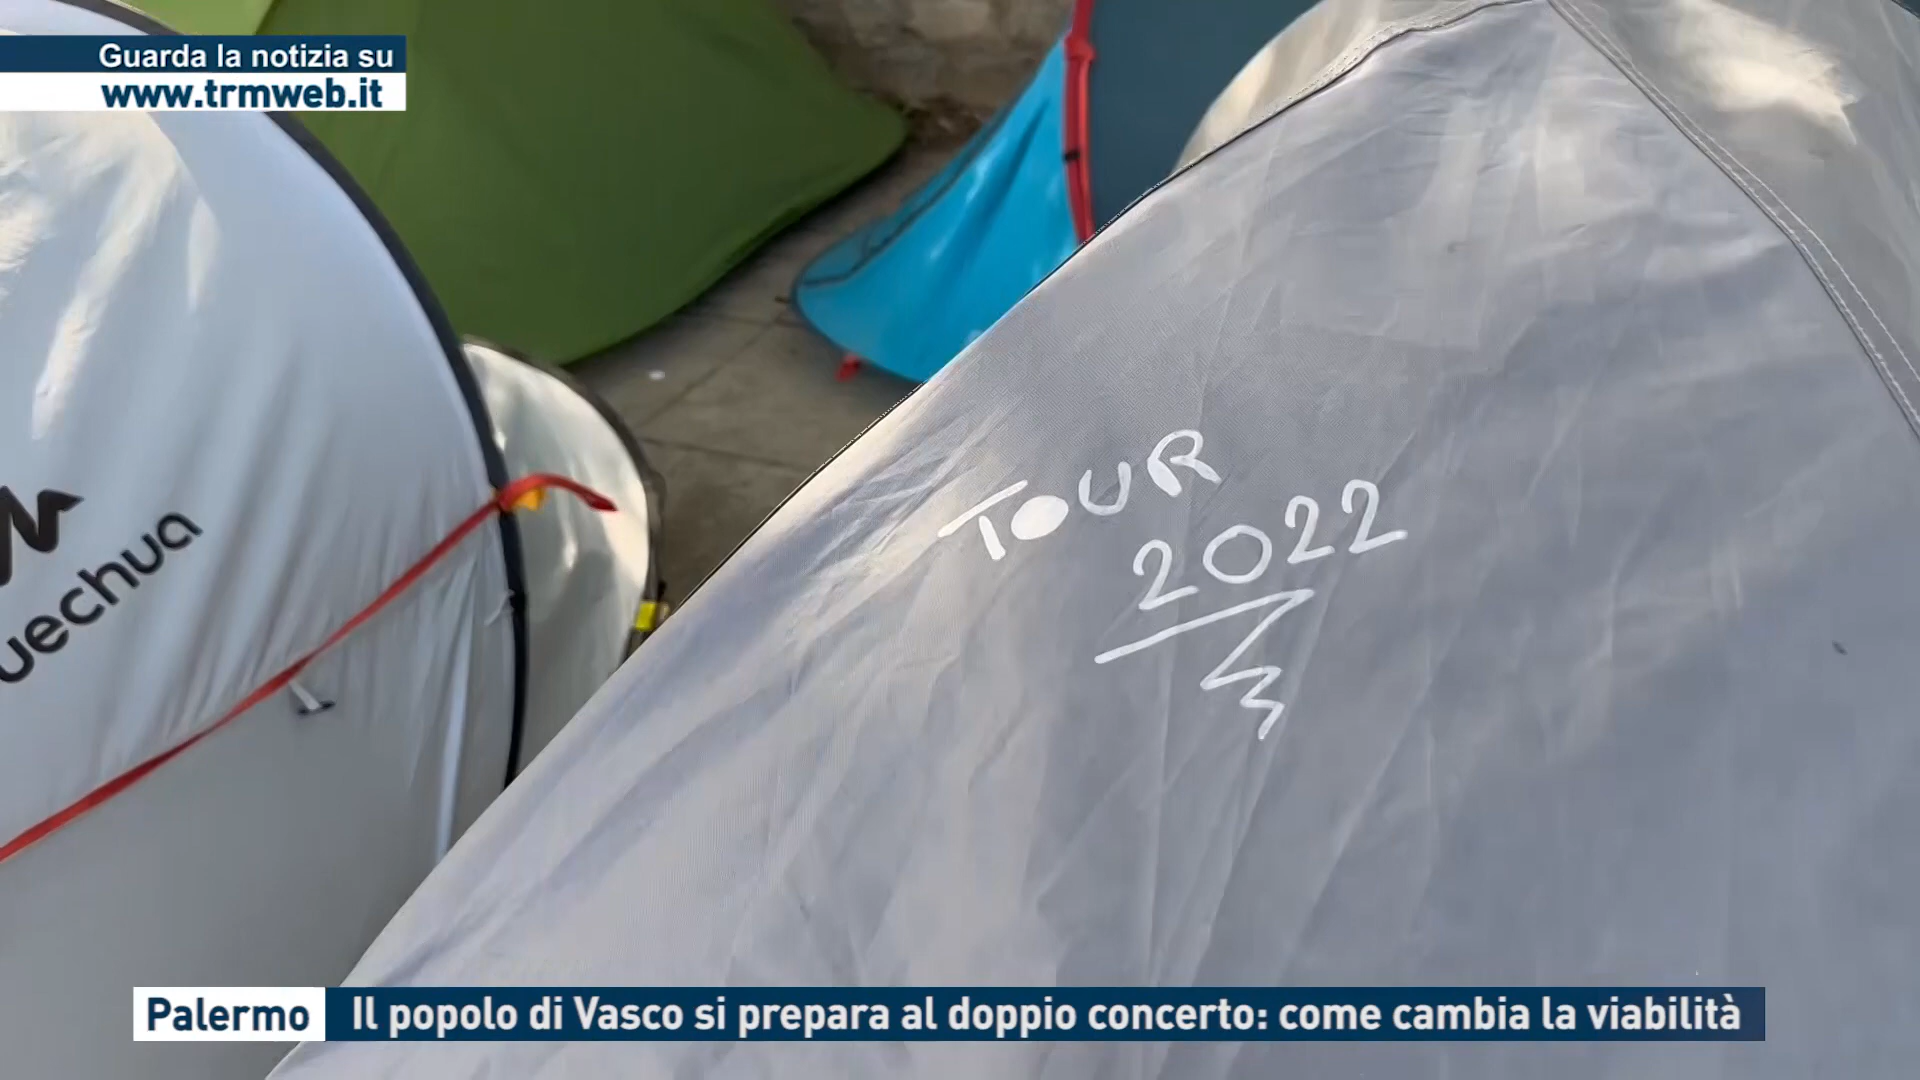 Guarda la notizia su
www.trmweb.it
uechua
TOUR
2022
Palermo
Il popolo di Vasco si prepara al doppio concerto: come cambia la viabilità